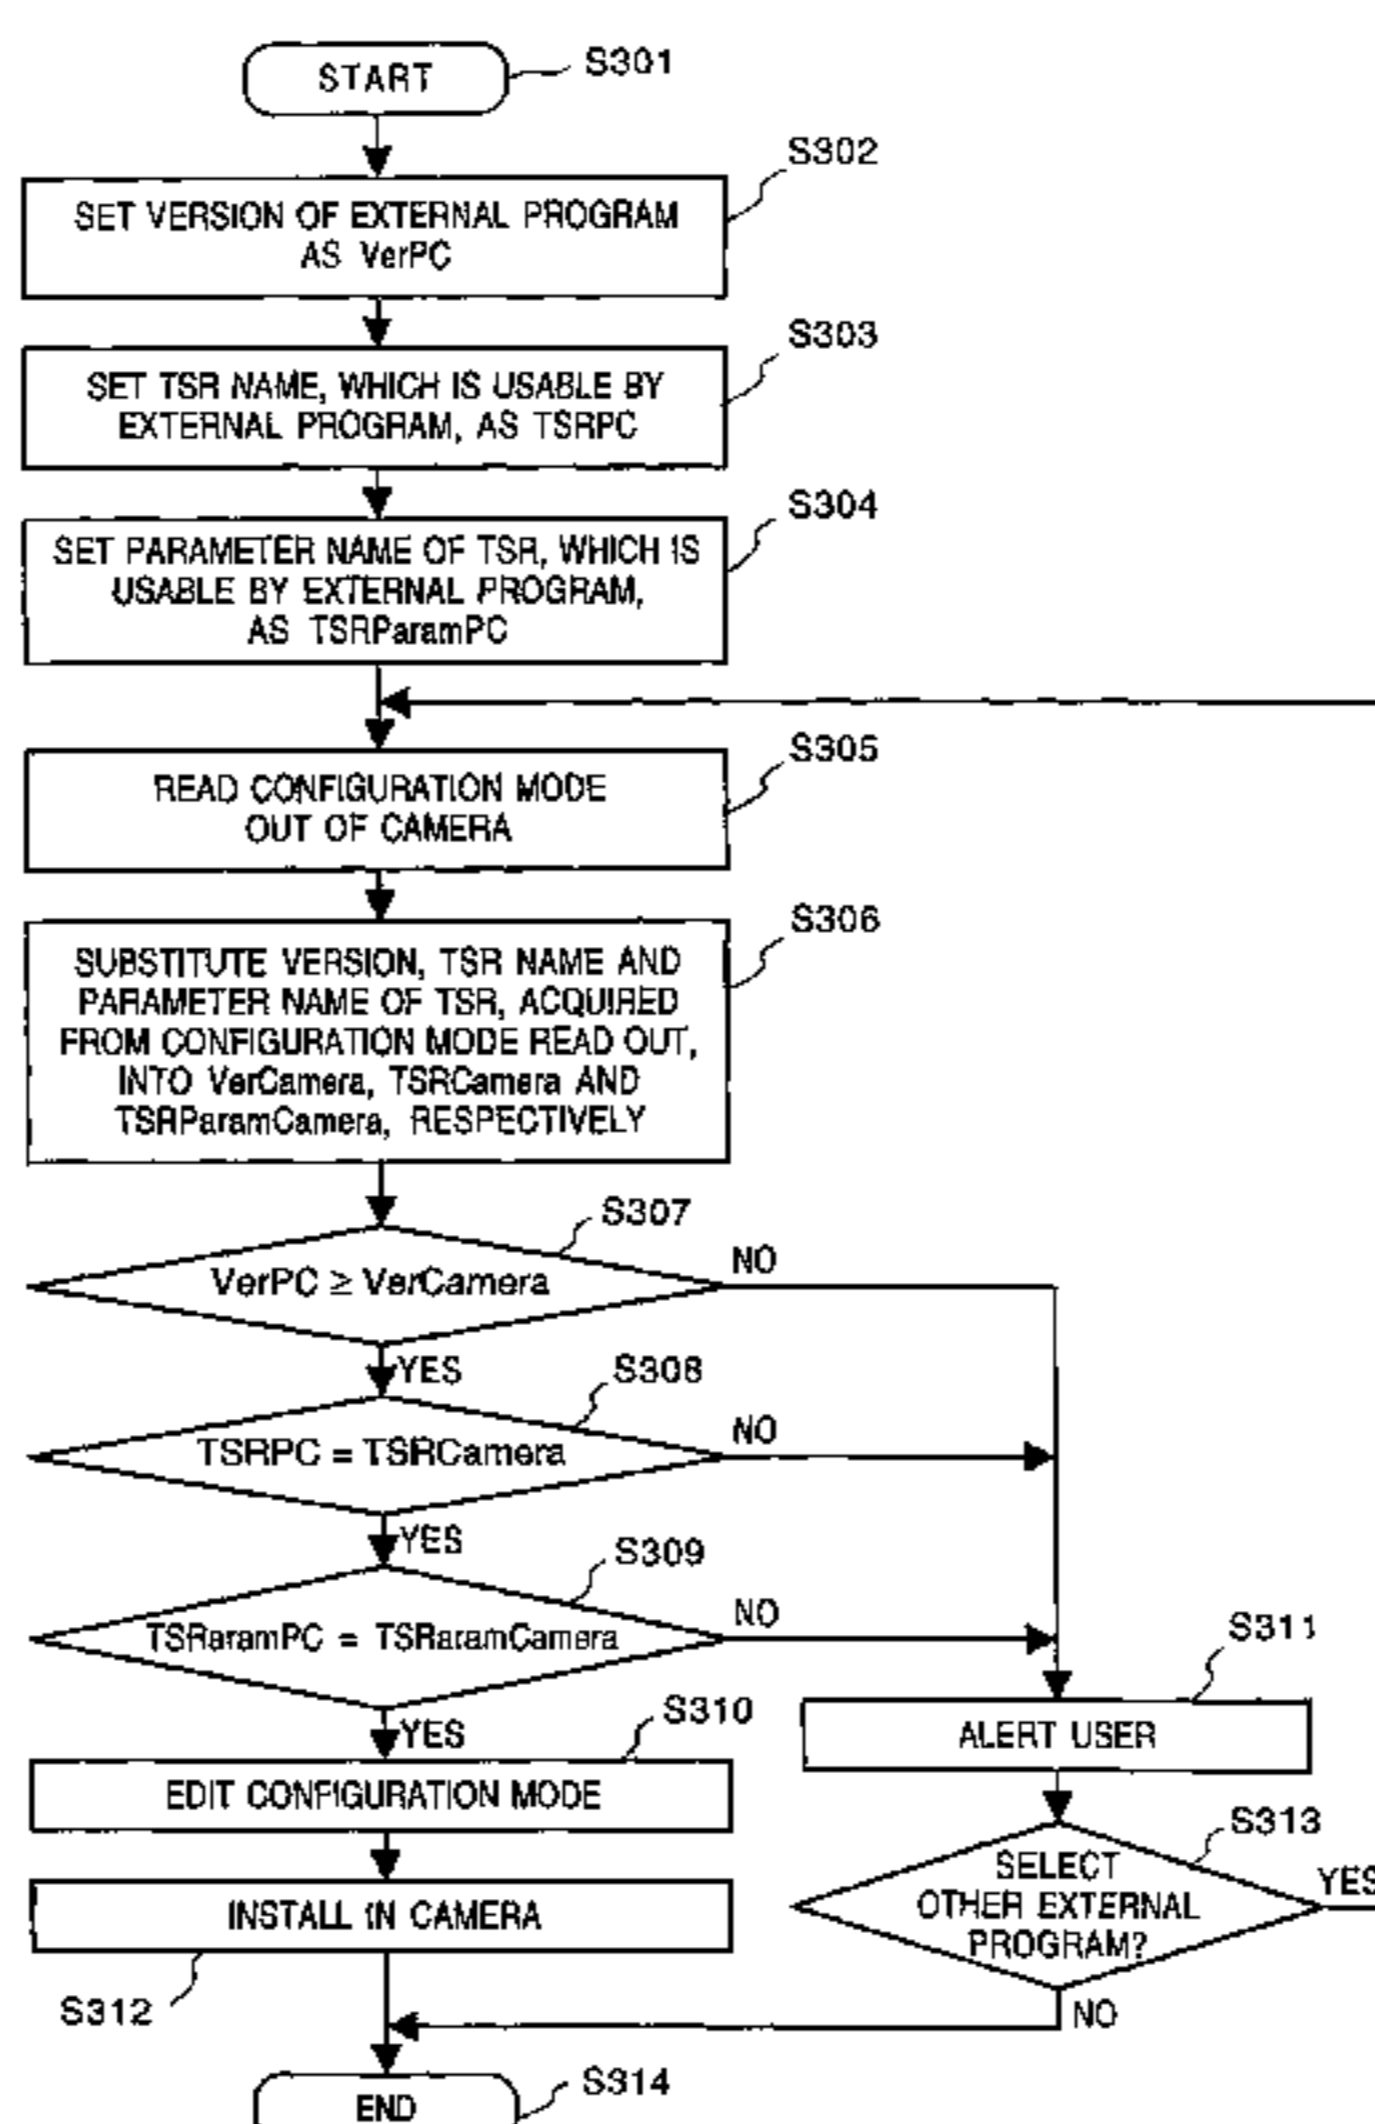 START
S301
S302
SET VERSION OF EXTERNAL PROGRAM
AS VerPC
S303
SET TSR NAME, WHICH IS USABLE BY
EXTERNAL PROGRAM, AS TSRPC
S304
SET PARAMETER NAME OF TSR, WHICH IS
USABLE BY EXTERNAL PROGRAM,
AS TSRParamPC
S305
READ CONFIGURATION MODE
OUT OF CAMERA
S306
SUBSTITUTE VERSION, TSR NAME AND
PARAMETER NAME OF TSR, ACQUIRED
FROM CONFIGURATION MODE READ OUT,
INTO VerCamera, TSRCamera AND
TSRParamCamera, RESPECTIVELY
S307
VerPC ≥ VerCamera
NO
YES
S308
TSRPC = TSRCamera
NO
YES
S309
TSRaramPC = TSRaramCamera
NO
YES
S310
EDIT CONFIGURATION MODE
S311
ALERT USER
INSTALL IN CAMERA
S312
S313
SELECT
OTHER EXTERNAL
PROGRAM?
YES
NO
END
S314